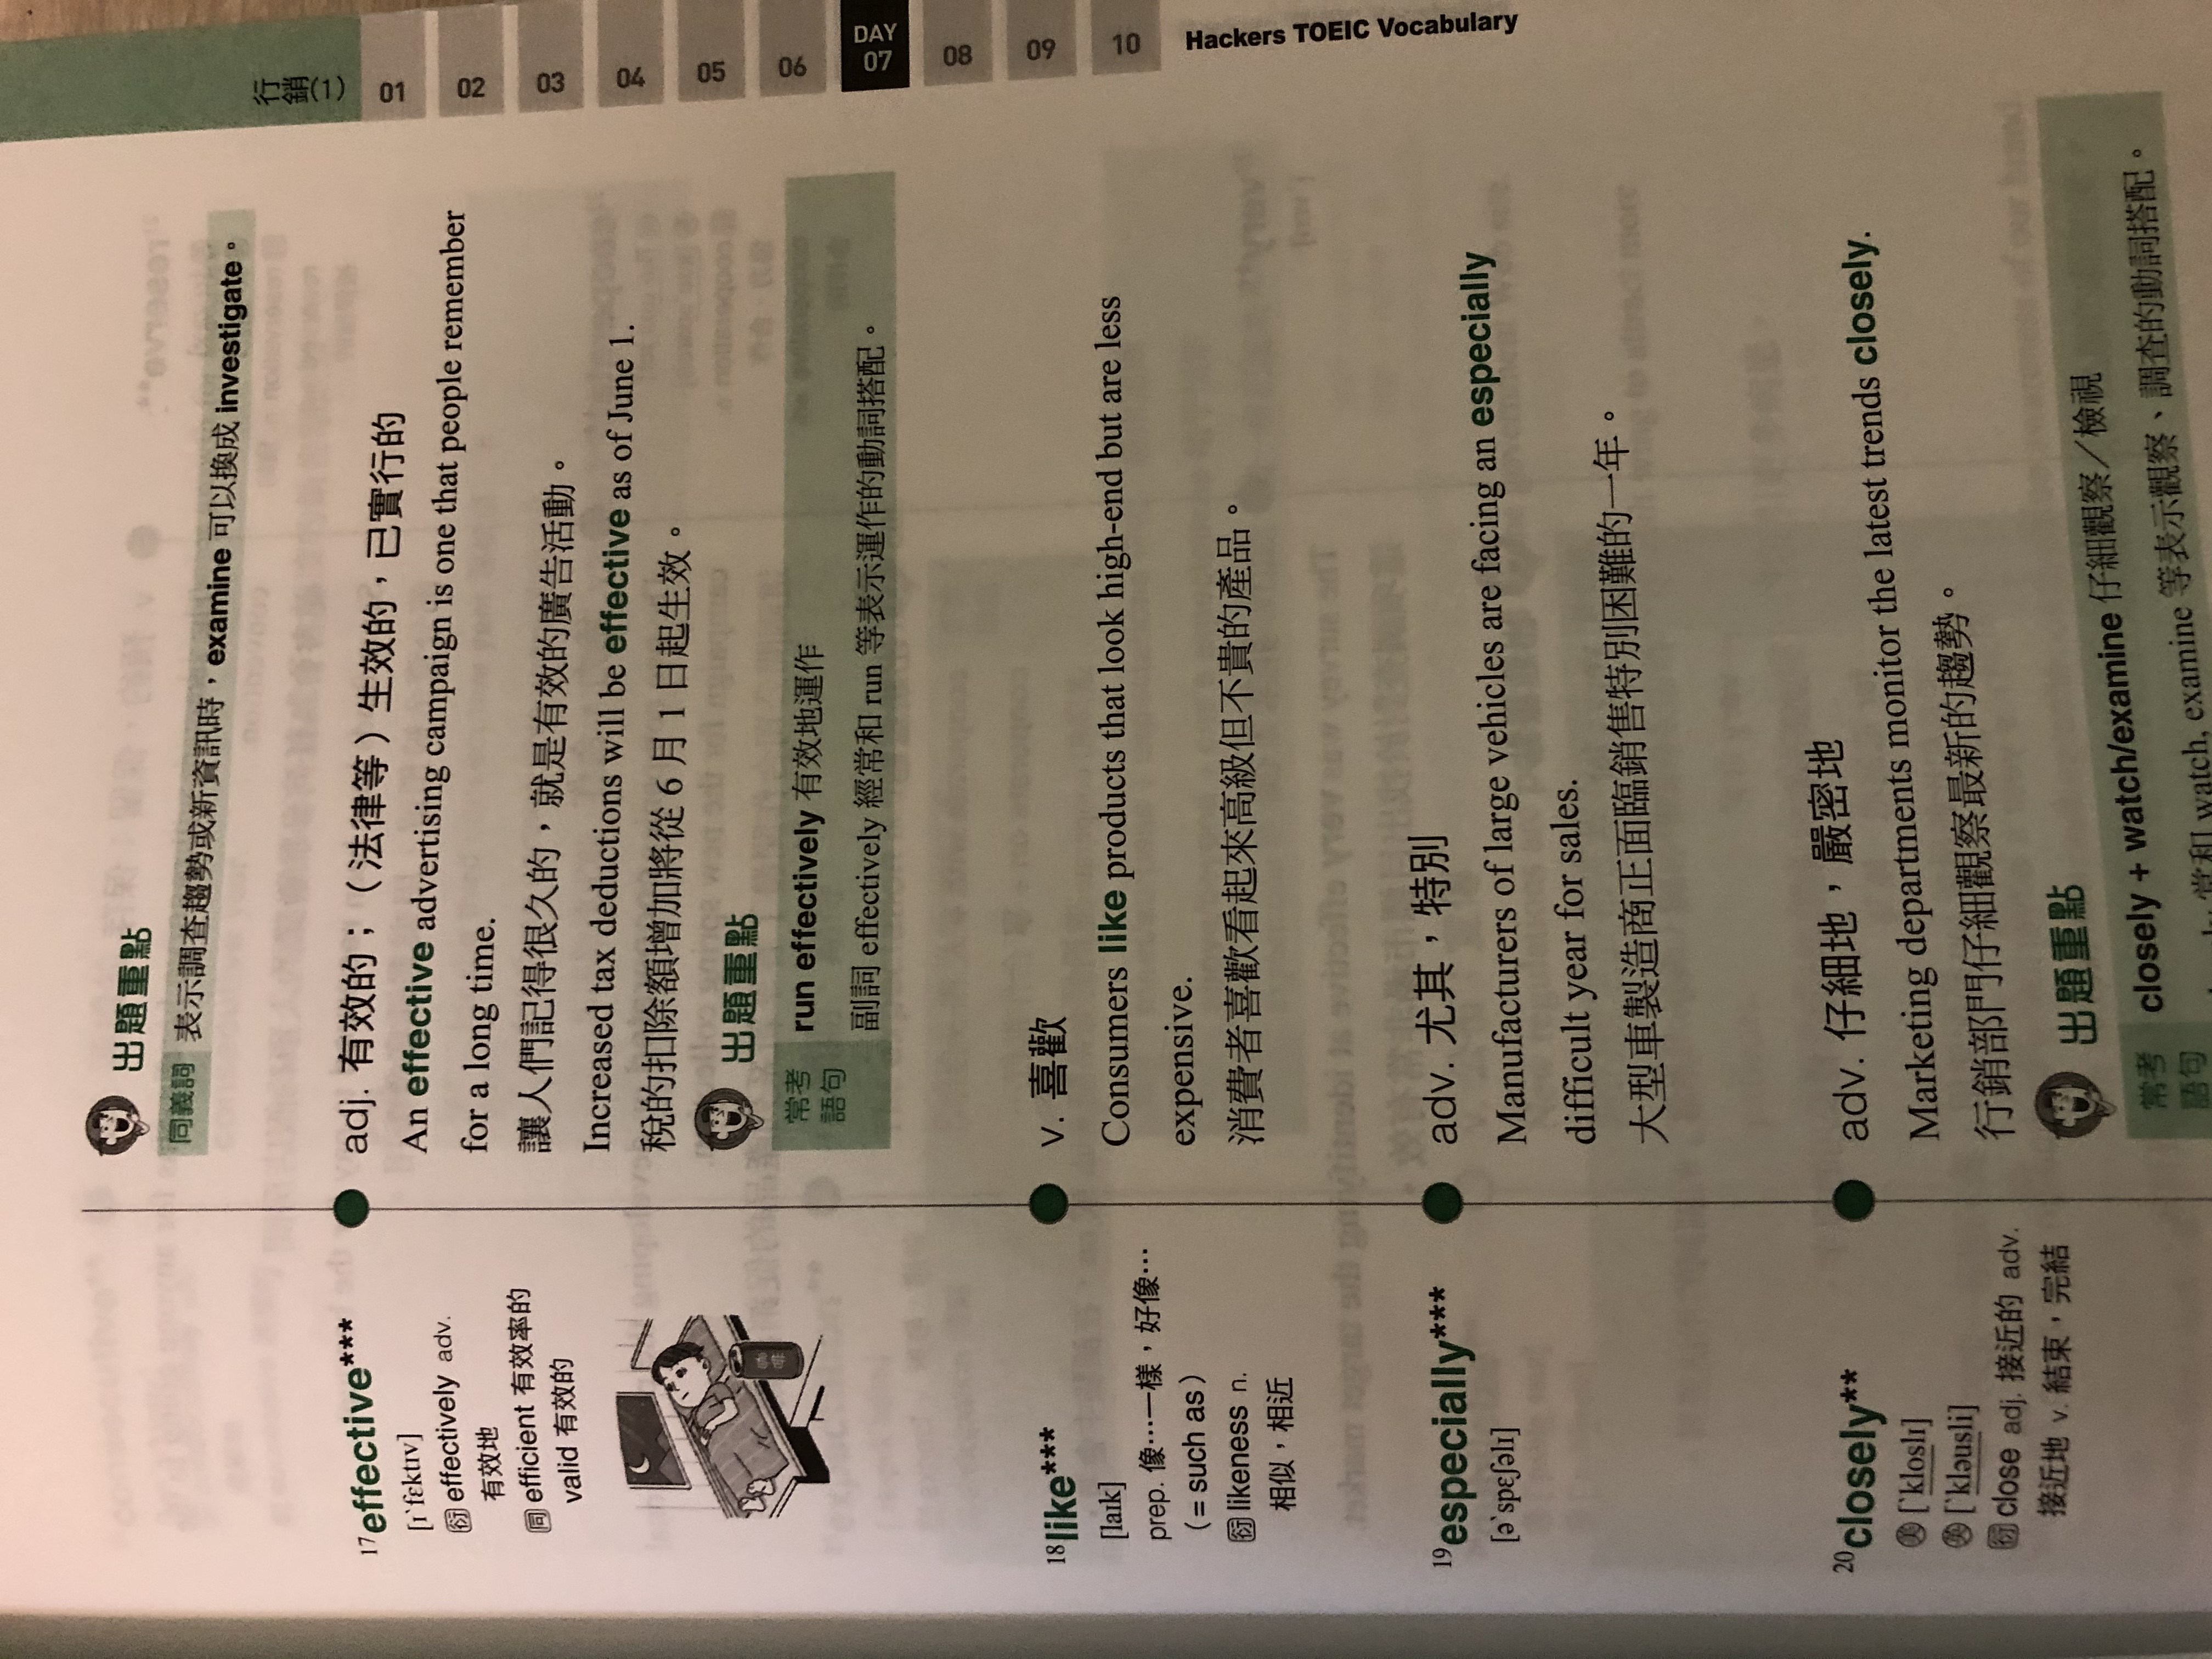 出題重點
同義詞 表示調查趨勢或新資訊時，examine 可以換成 investigate。
17effective***
[ɪˋfɛktɪv]
衍 effectively adv.
有效地
同 efficient 有效率的
valid 有效的
adj. 有效的；（法律等）生效的，已實行的
An effective advertising campaign is one that people remember
for a long time.
讓人們記得很久的，就是有效的廣告活動。
Increased tax deductions will be effective as of June 1.
稅的扣除額增加將從 6 月 1 日起生效。
出題重點
常考語句 run effectively 有效地運作
副詞 effectively 經常和 run 等表示運作的動詞搭配。
18like***
[laɪk]
prep. 像…一樣，好像…
（= such as）
衍 likeness n.
相似，相近
v. 喜歡
Consumers like products that look high-end but are less
expensive.
消費者喜歡看起來高級但不貴的產品。
19especially***
[əˋspɛʃəlɪ]
adv. 尤其，特別
Manufacturers of large vehicles are facing an especially
difficult year for sales.
大型車製造商正面臨銷售特別困難的一年。
20closely**
美 [ˋkloslɪ]
英 [ˋkləusli]
衍 close adj. 接近的 adv.
接近地 v. 結束，完結
adv. 仔細地，嚴密地
Marketing departments monitor the latest trends closely.
行銷部門仔細觀察最新的趨勢。
出題重點
常考語句 closely + watch/examine 仔細觀察／檢視
常和 watch, examine 等表示觀察、調查的動詞搭配。
行銷(1)
01
02
03
04
05
06
DAY
07
08
09
10
Hackers TOEIC Vocabulary